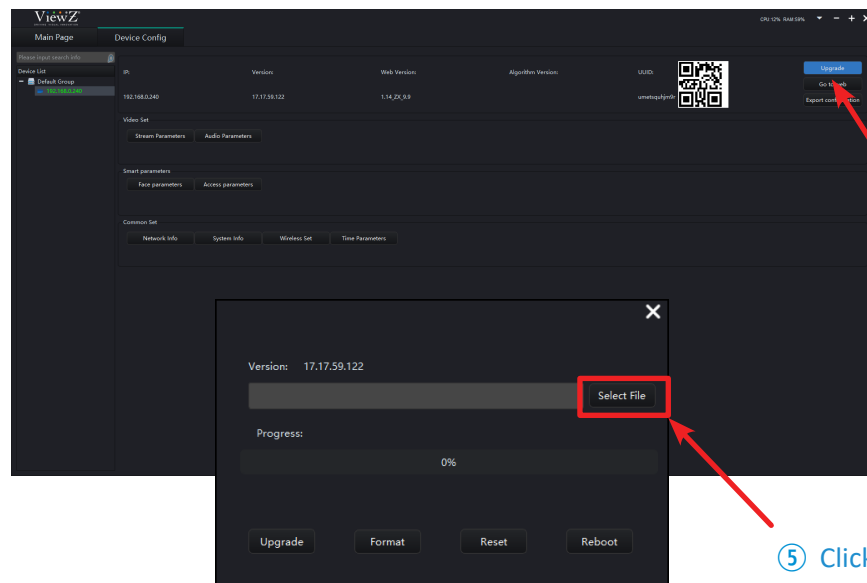 ViewZ
CPU:12% RAM:59%
Main Page Device Config
Please input search info
Device List
Default Group
192.168.0.240
IP: Version: Web Version: Algorithm Version: UUID:
192.168.0.240 17.17.59.122 1.14_ZX_9.9
Upgrade
Go to web
Export configuration
Video Set
Stream Parameters Audio Parameters
Smart parameters
Face parameters Access parameters
Common Set
Network Info System Info Wireless Set Time Parameters
Version: 17.17.59.122
Select File
Progress:
0%
Upgrade Format Reset Reboot
⑤ Click